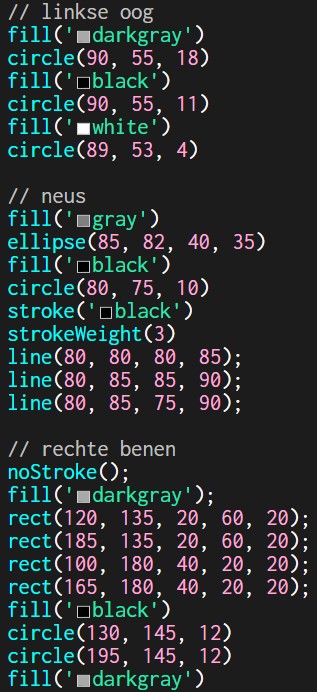 // linkse oog
fill('darkgray')
circle(90, 55, 18)
fill('black')
circle(90, 55, 11)
fill('white')
circle(89, 53, 4)

// neus
fill('gray')
ellipse(85, 82, 40, 35)
fill('black')
circle(80, 75, 10)
stroke('black')
strokeWeight(3)
line(80, 80, 80, 85);
line(80, 85, 85, 90);
line(80, 85, 75, 90);

// rechte benen
noStroke();
fill('darkgray');
rect(120, 135, 20, 60, 20);
rect(185, 135, 20, 60, 20);
rect(100, 180, 40, 20, 20);
rect(165, 180, 40, 20, 20);
fill('black')
circle(130, 145, 12)
circle(195, 145, 12)
fill('darkgray')